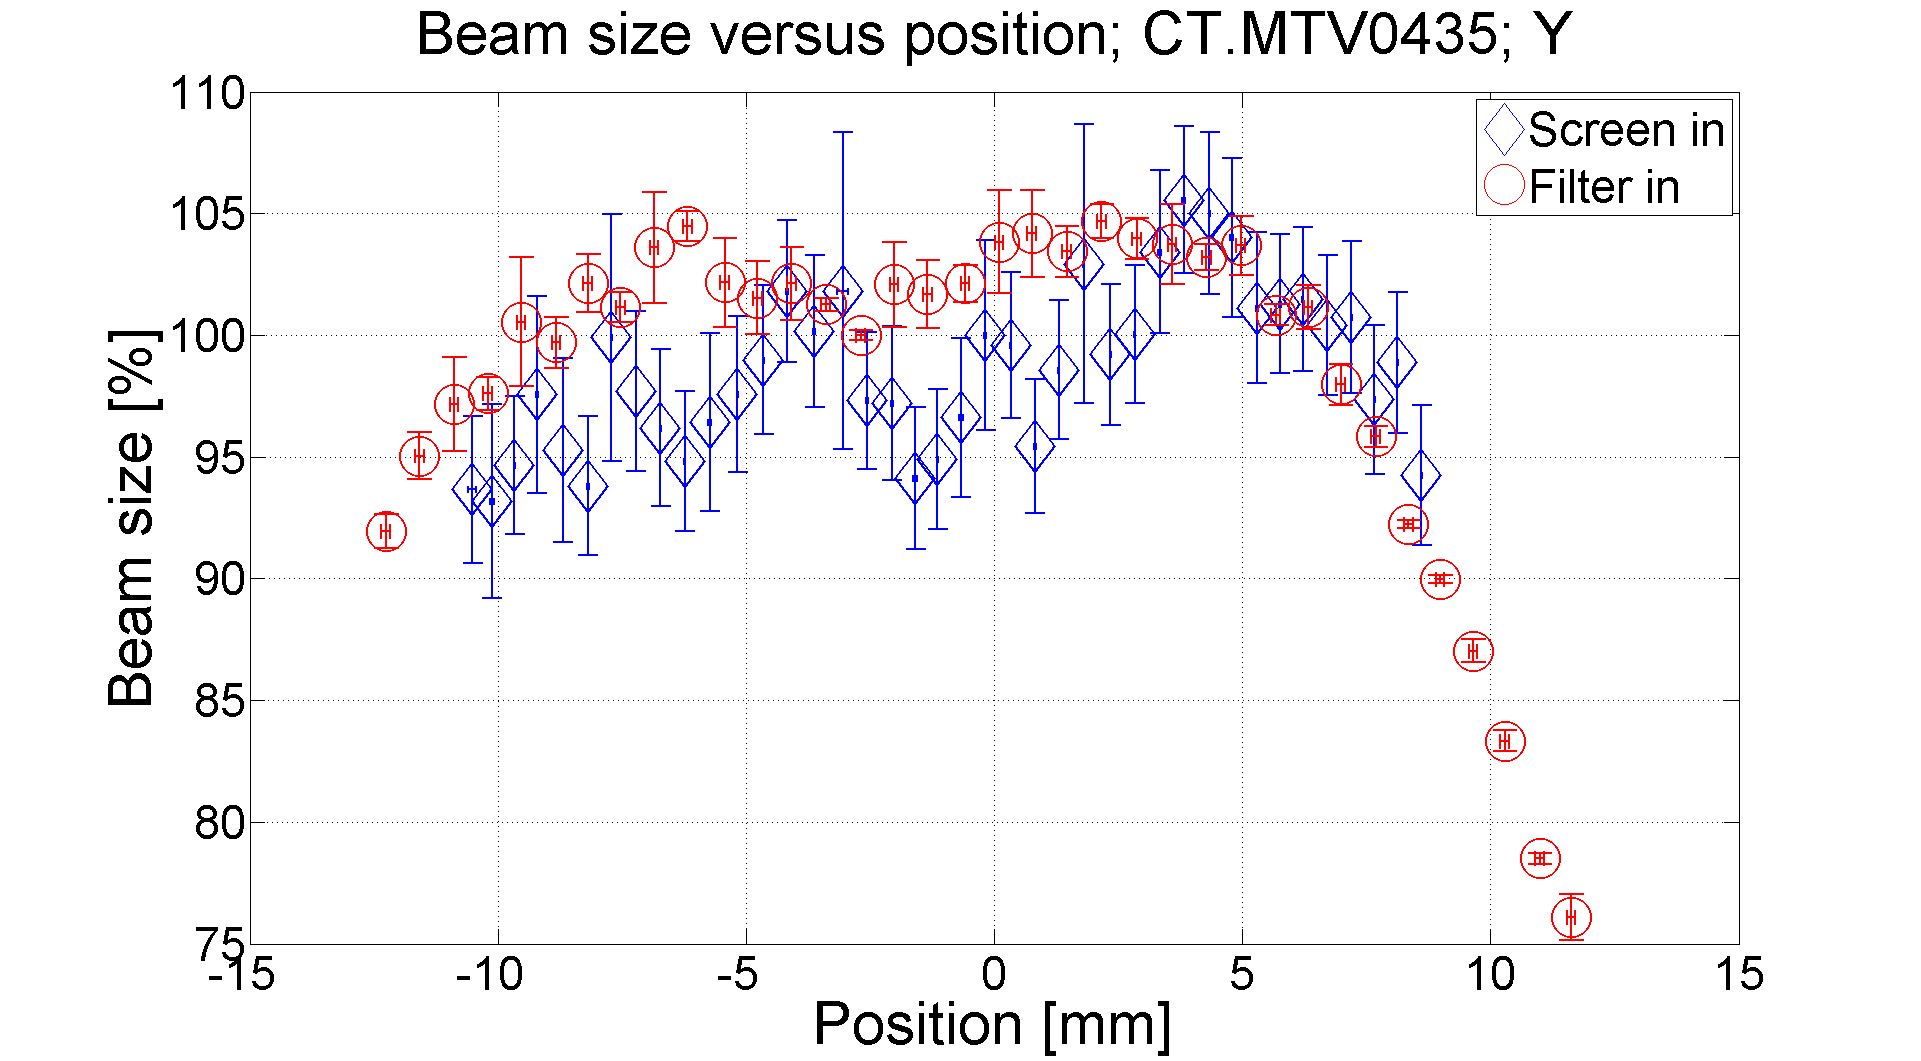 Beam size versus position; CT.MTV0435; Y
110
105
100
95
90
85
80
75
Beam size [%]
Screen in
Filter in
-15 -10 -5 0 5 10 15
Position [mm]